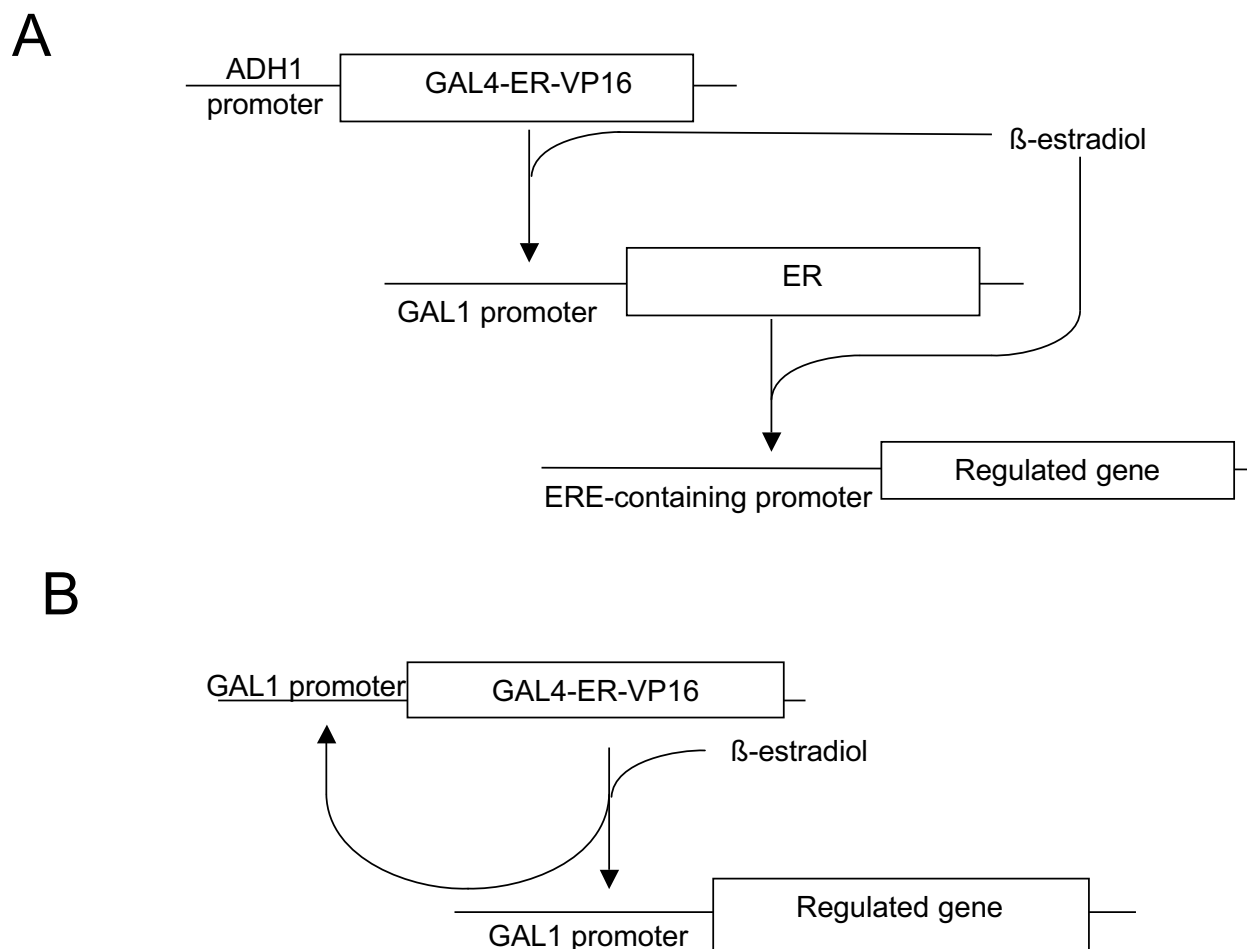 A
ADH1
promoter
GAL4-ER-VP16
ß-estradiol
ER
GAL1 promoter
Regulated gene
ERE-containing promoter
B
GAL1 promoter
GAL4-ER-VP16
ß-estradiol
Regulated gene
GAL1 promoter